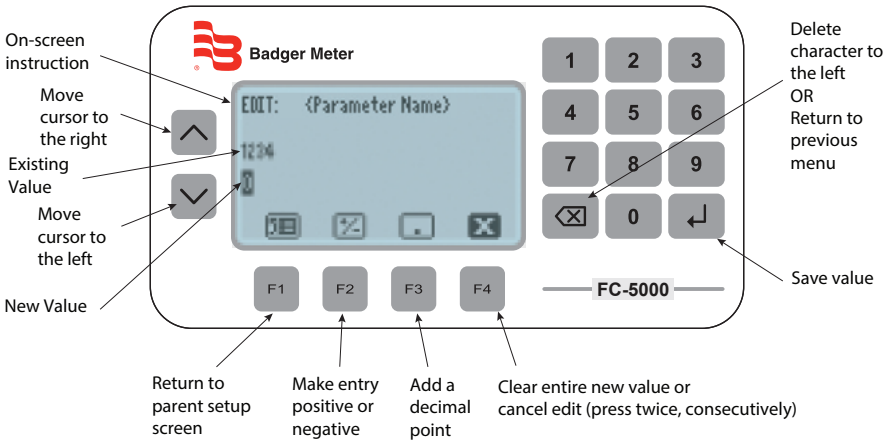 On-screen
instruction
Move
cursor to
the right
Existing
Value
Move
cursor to
the left
New Value
®
Badger Meter
EDIT: <Parameter Name>
1234
0
5
+/-
.
X
F1
F2
F3
F4
1 2 3
4 5 6
7 8 9
0
FC-5000
Delete
character to
the left
OR
Return to
previous
menu
Save value
Return to
parent setup
screen
Make entry
positive or
negative
Add a
decimal
point
Clear entire new value or
cancel edit (press twice, consecutively)